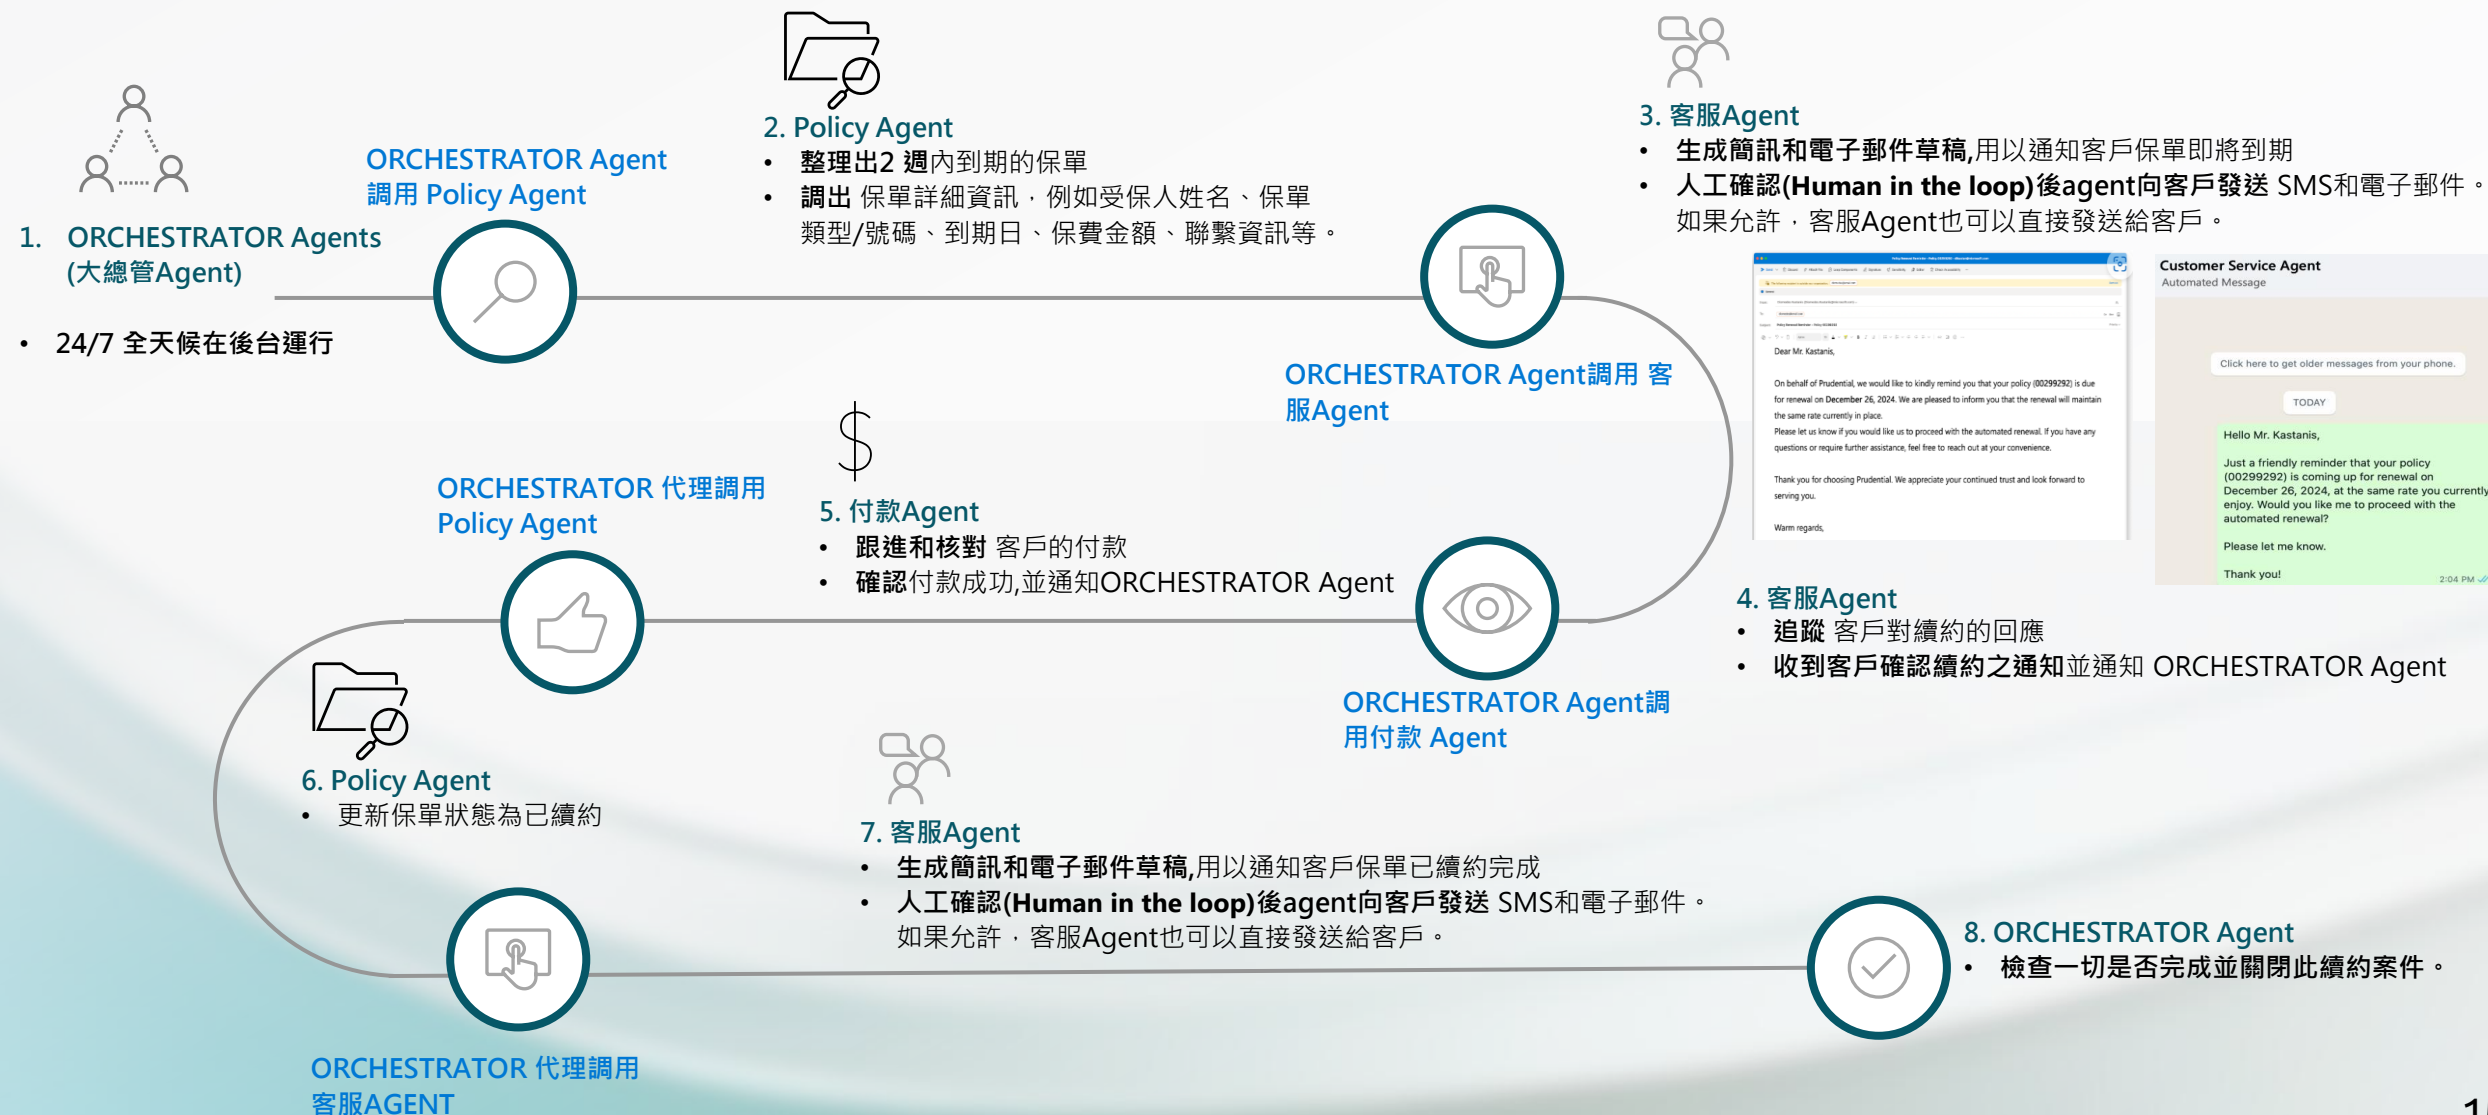 1. ORCHESTRATOR Agents
(大總管Agent)
• 24/7 全天候在後台運行
ORCHESTRATOR Agent
調用 Policy Agent
2. Policy Agent
• 整理出2 週內到期的保單
• 調出 保單詳細資訊，例如受保人姓名、保單
類型/號碼、到期日、保費金額、聯繫資訊等。
ORCHESTRATOR Agent調用 客
服Agent
3. 客服Agent
• 生成簡訊和電子郵件草稿,用以通知客戶保單即將到期
• 人工確認(Human in the loop)後agent向客戶發送 SMS和電子郵件。
如果允許，客服Agent也可以直接發送給客戶。
Dear Mr. Kastanis,
On behalf of Prudential, we would like to kindly remind you that your policy (00299292) is due
for renewal on December 26, 2024. We are pleased to inform you that the renewal will maintain
the same rate currently in place.
Please let us know if you would like us to proceed with the automated renewal. If you have any
questions or require further assistance, feel free to reach out at your convenience.
Thank you for choosing Prudential. We appreciate your continued trust and look forward to
serving you.
Warm regards,
Customer Service Agent
Automated Message
Click here to get older messages from your phone.
TODAY
Hello Mr. Kastanis,
Just a friendly reminder that your policy
(00299292) is coming up for renewal on
December 26, 2024, at the same rate you currently
enjoy. Would you like me to proceed with the
automated renewal?
Please let me know.
Thank you!
2:04 PM
4. 客服Agent
• 追蹤 客戶對續約的回應
• 收到客戶確認續約之通知並通知 ORCHESTRATOR Agent
ORCHESTRATOR Agent調
用付款 Agent
5. 付款Agent
• 跟進和核對 客戶的付款
• 確認付款成功,並通知ORCHESTRATOR Agent
ORCHESTRATOR 代理調用
Policy Agent
6. Policy Agent
• 更新保單狀態為已續約
ORCHESTRATOR 代理調用
客服AGENT
7. 客服Agent
• 生成簡訊和電子郵件草稿,用以通知客戶保單已續約完成
• 人工確認(Human in the loop)後agent向客戶發送 SMS和電子郵件。
如果允許，客服Agent也可以直接發送給客戶。
8. ORCHESTRATOR Agent
• 檢查一切是否完成並關閉此續約案件。